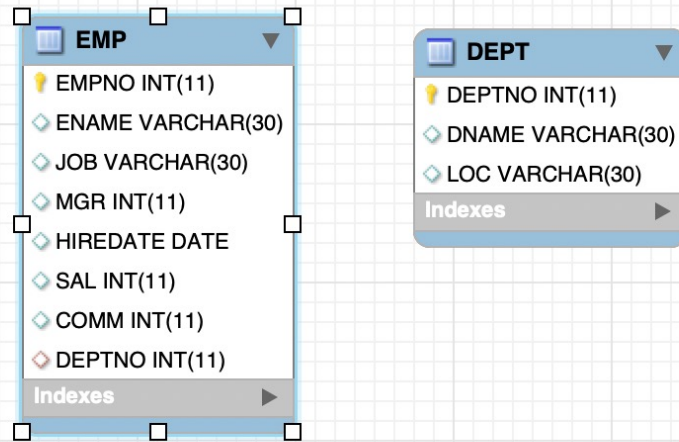 EMP
EMPNO INT(11)
ENAME VARCHAR(30)
JOB VARCHAR(30)
MGR INT(11)
HIREDATE DATE
SAL INT(11)
COMM INT(11)
DEPTNO INT(11)
Indexes
DEPT
DEPTNO INT(11)
DNAME VARCHAR(30)
LOC VARCHAR(30)
Indexes